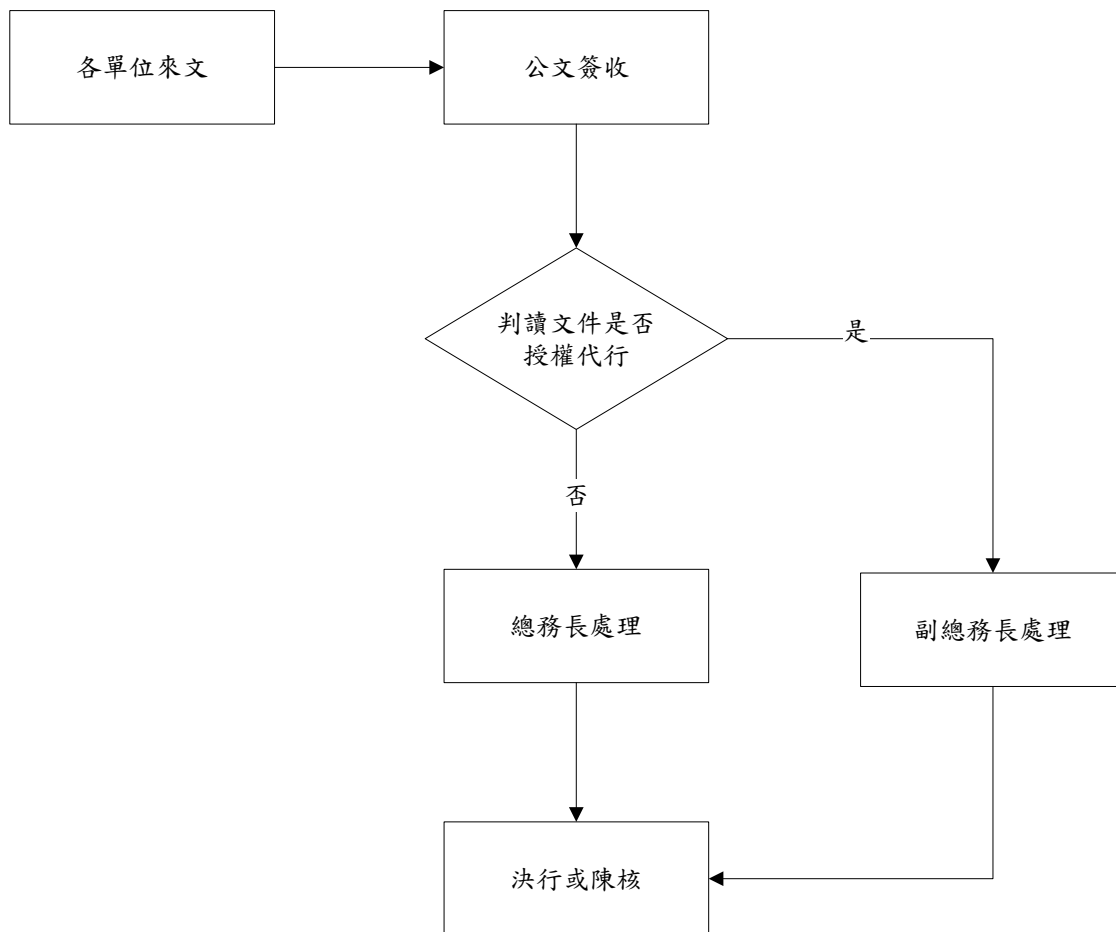 各單位來文
公文簽收
判讀文件是否
授權代行
是
否
總務長處理
副總務長處理
決行或陳核